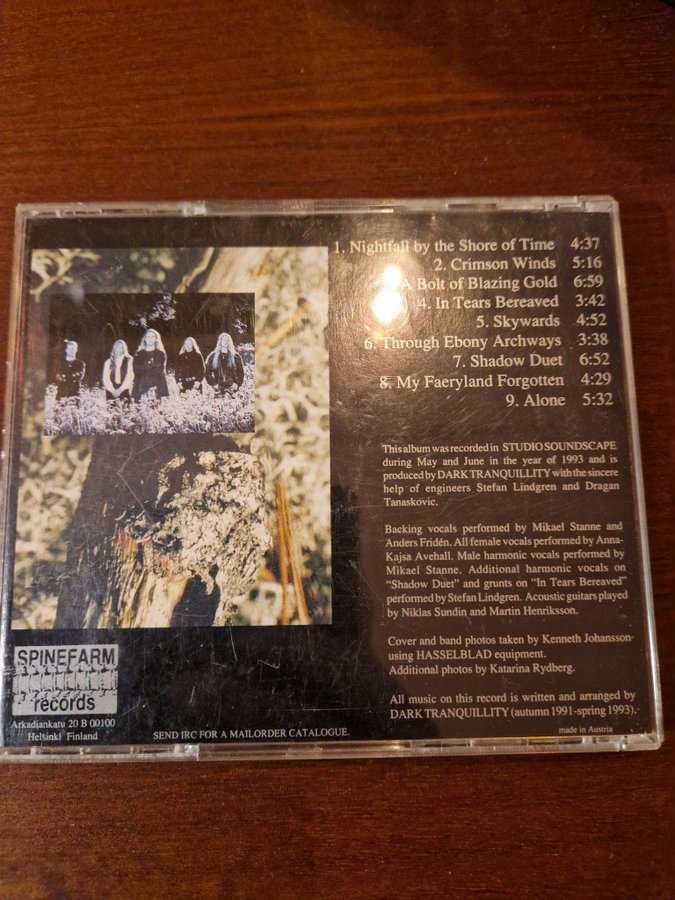 1. Nightfall by the Shore of Time 4:37
2. Crimson Winds 5:16
A Bolt of Blazing Gold 6:59
4. In Tears Bereaved 3:42
5. Skywards 4:52
6. Through Ebony Archways 3:38
7. Shadow Duet 6:52
8. My Faeryland Forgotten 4:29
9. Alone 5:32
This album was recorded in STUDIO SOUNDSCAPE
during May and June in the year of 1993 and is
produced by DARK TRANQUILLITY with the sincere
help of engineers Stefan Lindgren and Dragan
Tanaskovic.
Backing vocals performed by Mikael Stanne and
Anders Fridén. All female vocals performed by Anna-
Kajsa Avehall. Male harmonic vocals performed by
Mikael Stanne. Additional harmonic vocals on
“Shadow Duet” and grunts on “In Tears Bereaved”
performed by Stefan Lindgren. Acoustic guitars played
by Niklas Sundin and Martin Henriksson.
Cover and band photos taken by Kenneth Johansson
using HASSELBLAD equipment.
Additional photos by Katarina Rydberg.
All music on this record is written and arranged by
DARK TRANQUILLITY (autumn 1991-spring 1993).
made in Austria
SPINEFARM
records
Arkadiankatu 20 B 00100
Helsinki Finland
SEND IRC FOR A MAILORDER CATALOGUE.